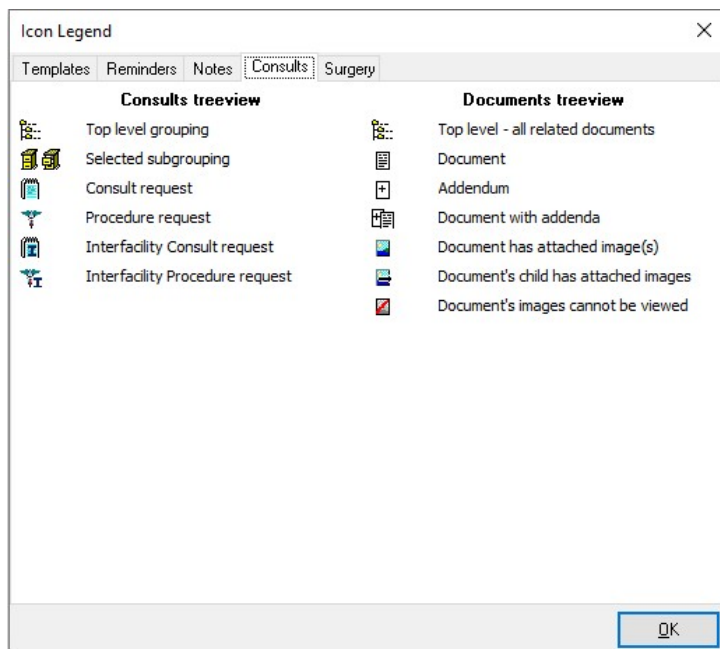 Icon Legend
Templates Reminders Notes Consults Surgery
Consults treeview
Top level grouping
Selected subgrouping
Consult request
Procedure request
Interfacility Consult request
Interfacility Procedure request
Documents treeview
Top level - all related documents
Document
Addendum
Document with addenda
Document has attached image(s)
Document's child has attached images
Document's images cannot be viewed
OK